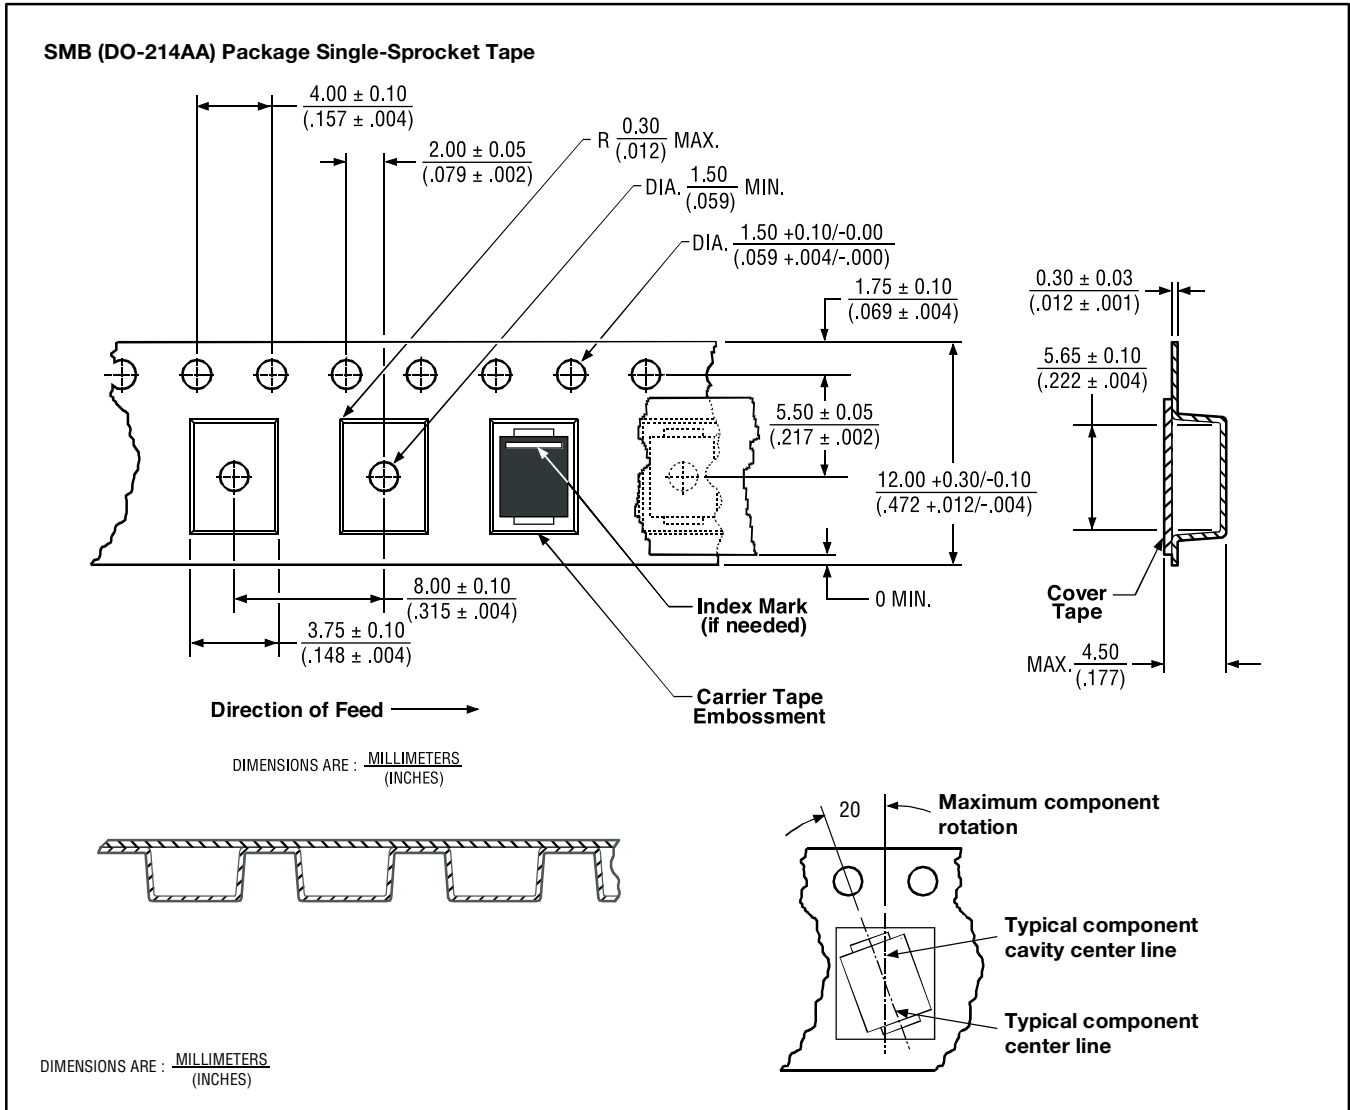 SMB (DO-214AA) Package Single-Sprocket Tape
4.00 ± 0.10
(.157 ± .004)
2.00 ± 0.05
(.079 ± .002)
R 0.30 MAX.
(.012)
DIA. 1.50 MIN.
(.059)
DIA. 1.50 +0.10/-0.00
(.059 +.004/-.000)
1.75 ± 0.10
(.069 ± .004)
0.30 ± 0.03
(.012 ± .001)
5.65 ± 0.10
(.222 ± .004)
5.50 ± 0.05
(.217 ± .002)
12.00 +0.30/-0.10
(.472 +.012/-.004)
8.00 ± 0.10
(.315 ± .004)
0 MIN.
Index Mark
(if needed)
Cover
Tape
3.75 ± 0.10
(.148 ± .004)
MAX. 4.50
(.177)
Direction of Feed
Carrier Tape
Embossment
DIMENSIONS ARE : MILLIMETERS
(INCHES)
20
Maximum component
rotation
Typical component
cavity center line
Typical component
center line
DIMENSIONS ARE : MILLIMETERS
(INCHES)